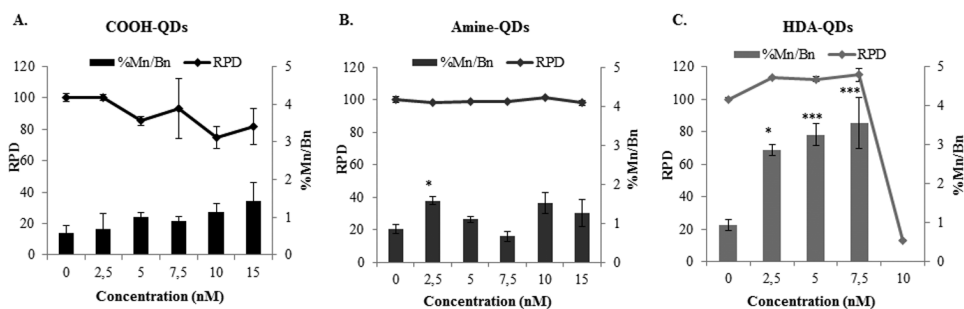 A.
COOH-QDs
%Mn/Bn
RPD
120
100
80
60
40
20
0
RPD
5
4
3
2
1
0
%Mn/Bn
0 2,5 5 7,5 10 15
Concentration (nM)
B.
Amine-QDs
%Mn/Bn
RPD
120
100
80
60
40
20
0
RPD
5
4
3
2
1
0
%Mn/Bn
*
0 2,5 5 7,5 10 15
Concentration (nM)
C.
HDA-QDs
%Mn/Bn
RPD
120
100
80
60
40
20
0
RPD
5
4
3
2
1
0
%Mn/Bn
*
***
***
0 2,5 5 7,5 10
Concentration (nM)